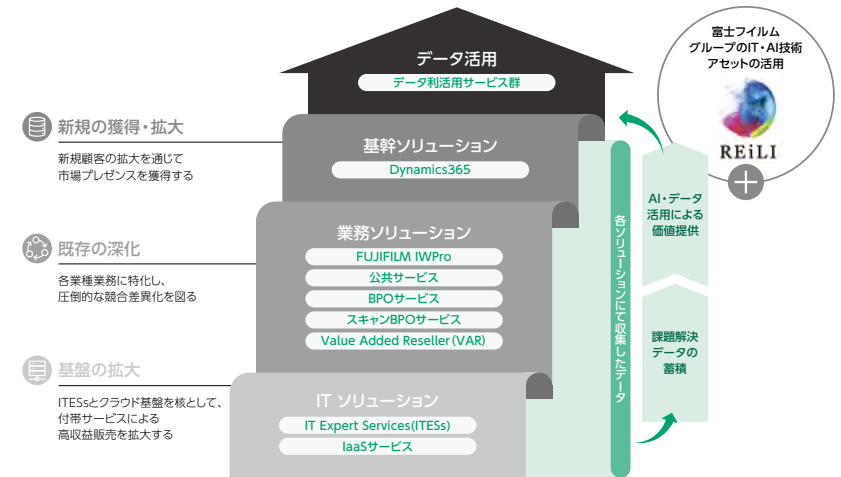 データ活用
データ利活用サービス群
富士フイルム
グループのIT・AI技術
アセットの活用
REiLI
新規の獲得・拡大
新規顧客の拡大を通じて
市場プレゼンスを獲得する
基幹ソリューション
Dynamics365
既存の深化
各業種業務に特化し、
圧倒的な競合差異化を図る
業務ソリューション
FUJIFILM IWPro
公共サービス
BPOサービス
スキャンBPOサービス
Value Added Reseller(VAR)
基盤の拡大
ITESsとクラウド基盤を核として、
付帯サービスによる
高収益販売を拡大する
IT ソリューション
IT Expert Services(ITESs)
IaaSサービス
各ソリューションにて収集したデータ
AI・データ
活用による
価値提供
課題解決
データの
蓄積